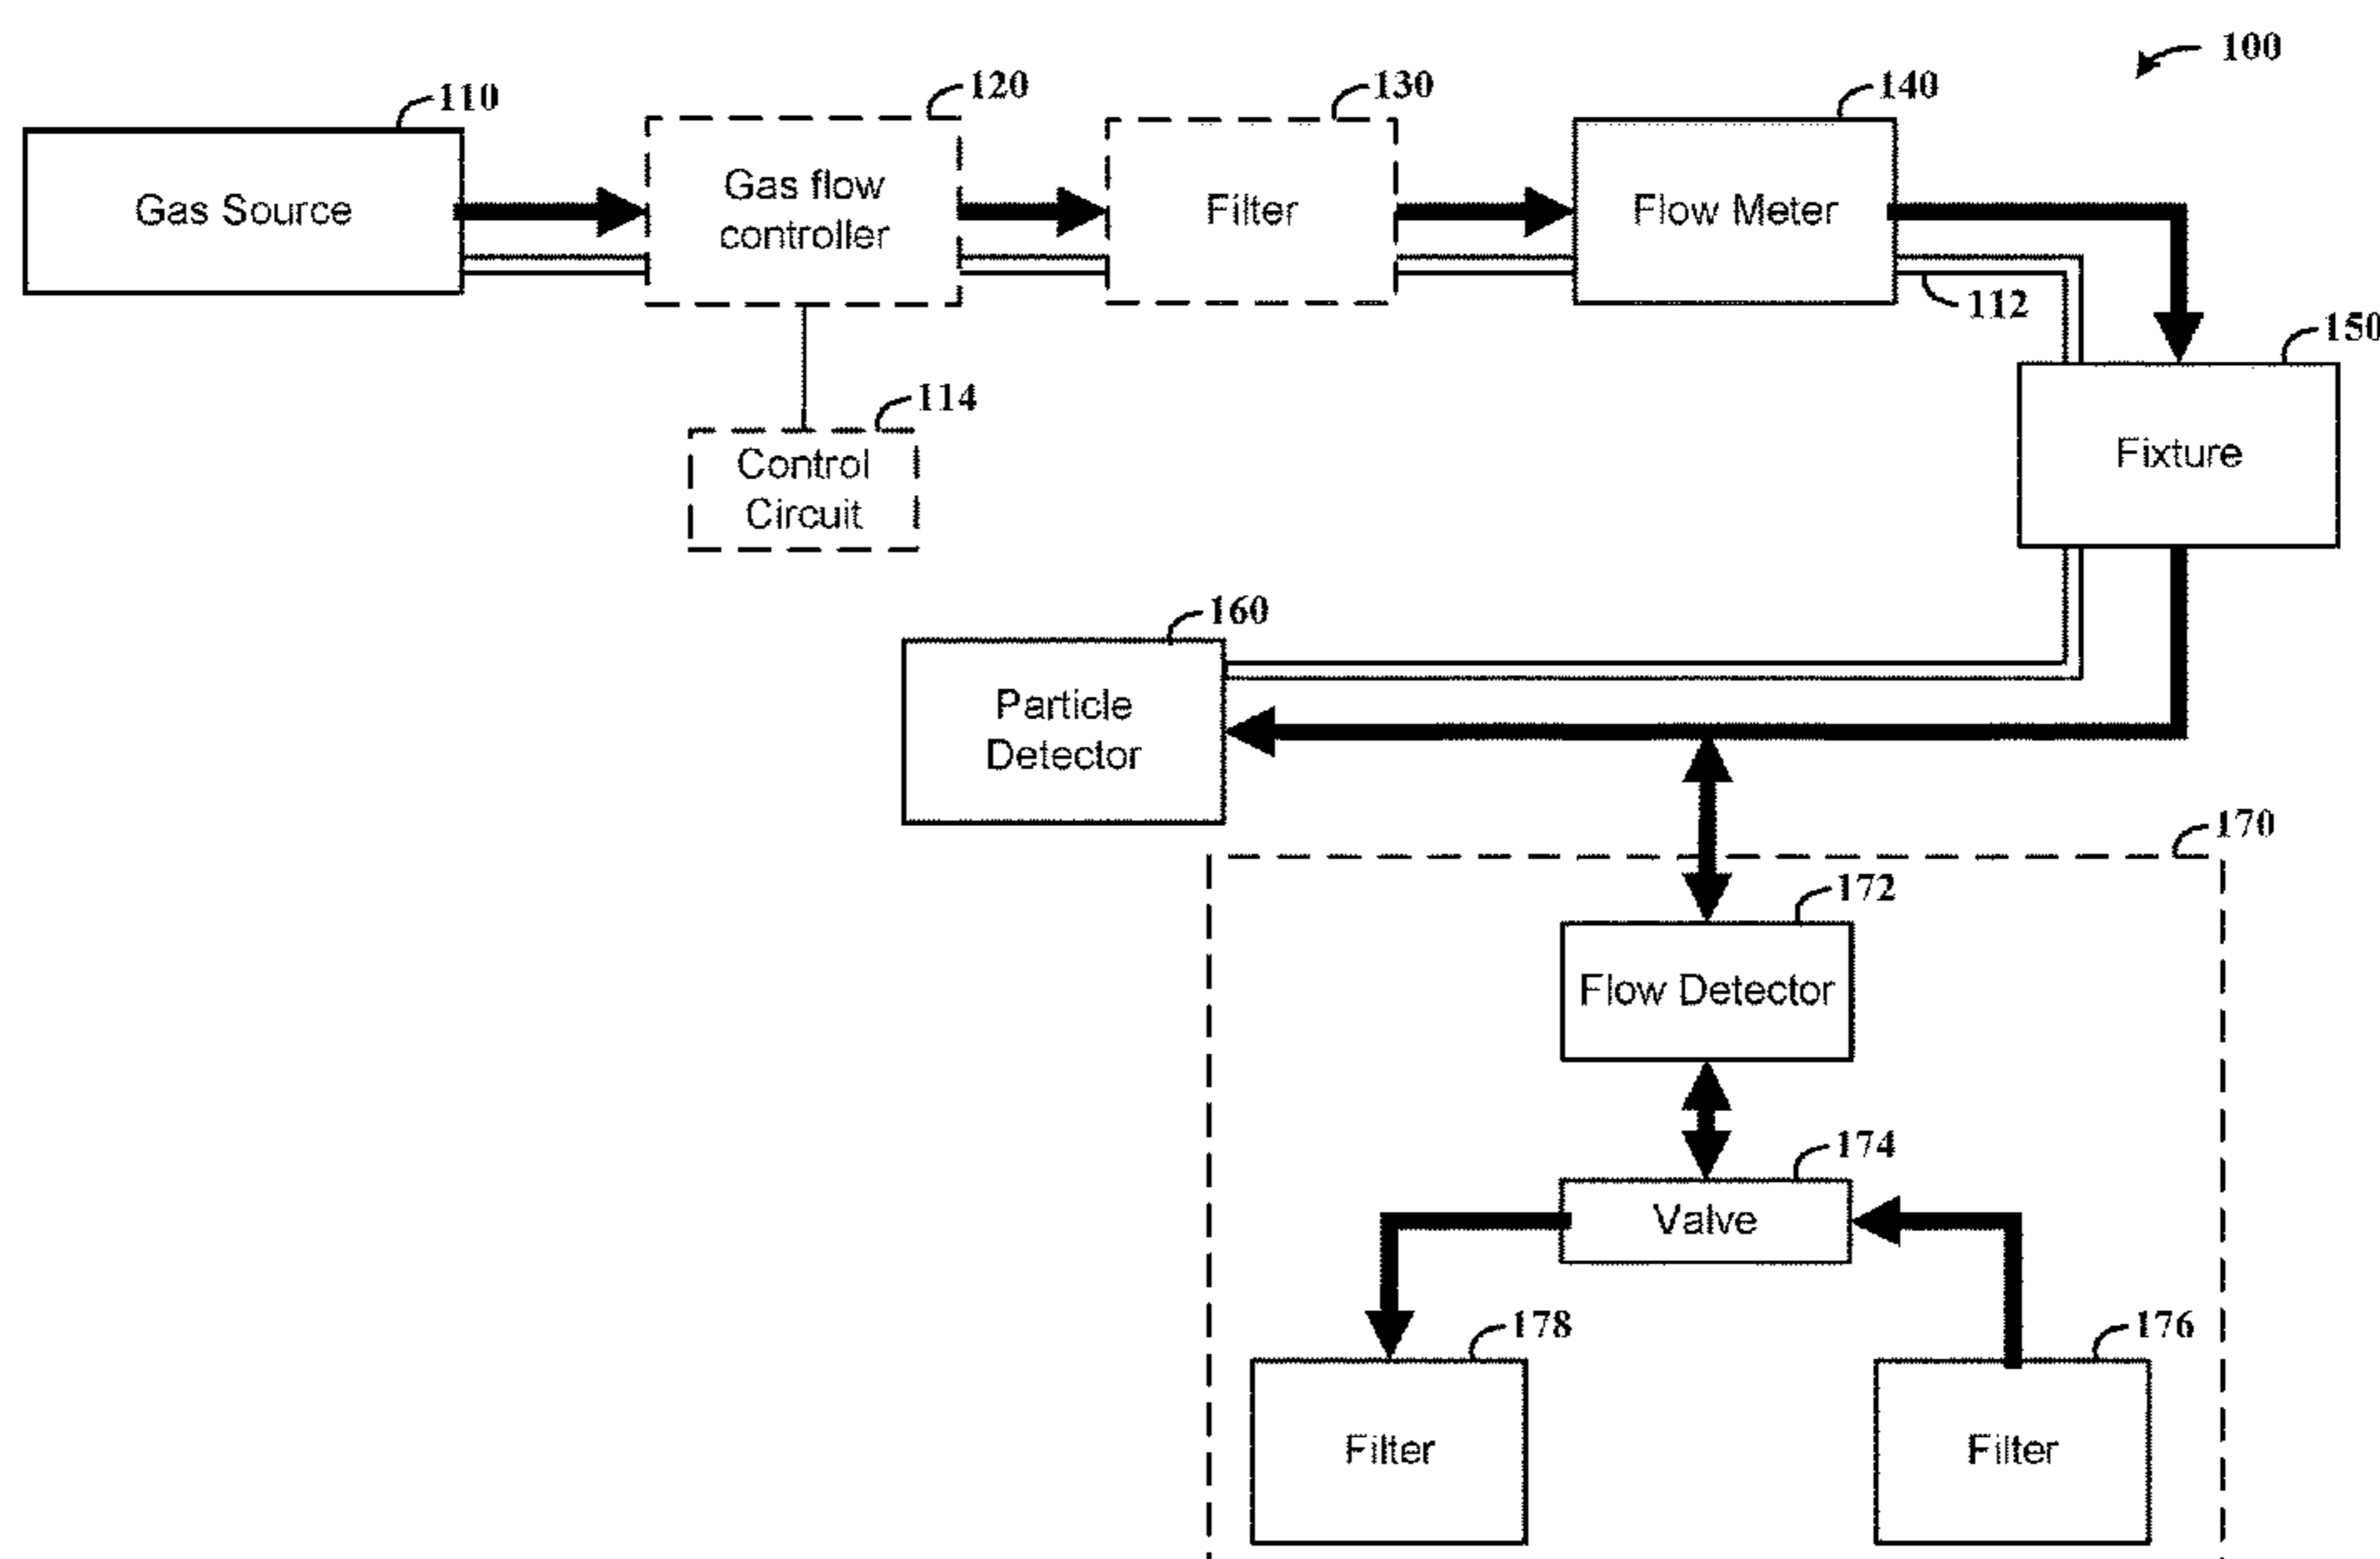 100
110
120
130
140
Gas Source
Gas flow
controller
Filter
Flow Meter
112
150
114
Control
Circuit
Fixture
160
Particle
Detector
170
172
Flow Detector
174
Valve
178
176
Filter
Filter